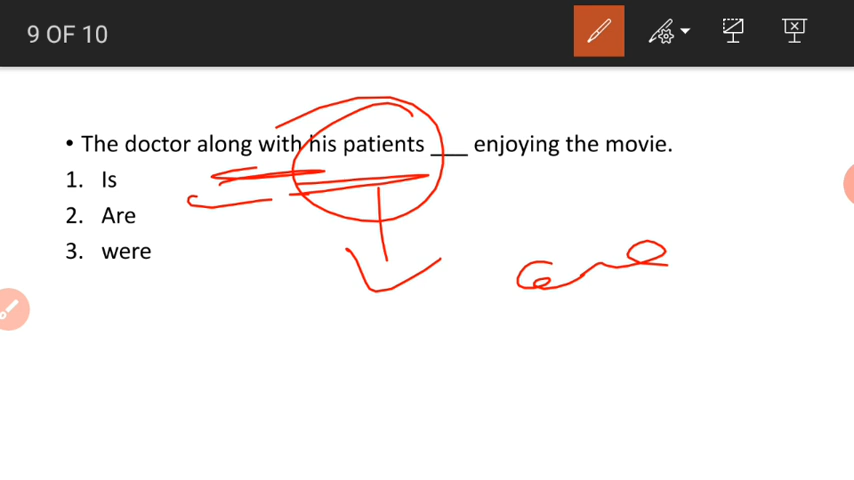 9 OF 10
• The doctor along with his patients ___ enjoying the movie.
1. Is
2. Are
3. were
are